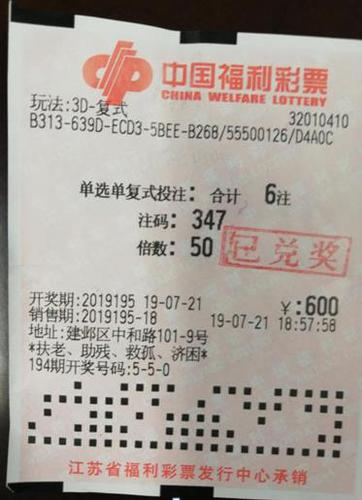 中国福利彩票
CHINA WELFARE LOTTERY
玩法:3D-复式
32010410
B313-639D-ECD3-5BEE-B268/55500126/D4A0C
单选单复式投注: 合计 6注
注码: 347
倍数: 50
已兑奖
开奖期:2019195 19-07-21
¥:600
销售期:2019195-18
19-07-21 18:57:58
地址:建邺区中和路101-9号
*扶老、助残、救孤、济困*
194期开奖号码:5-5-0
江苏省福利彩票发行中心承销